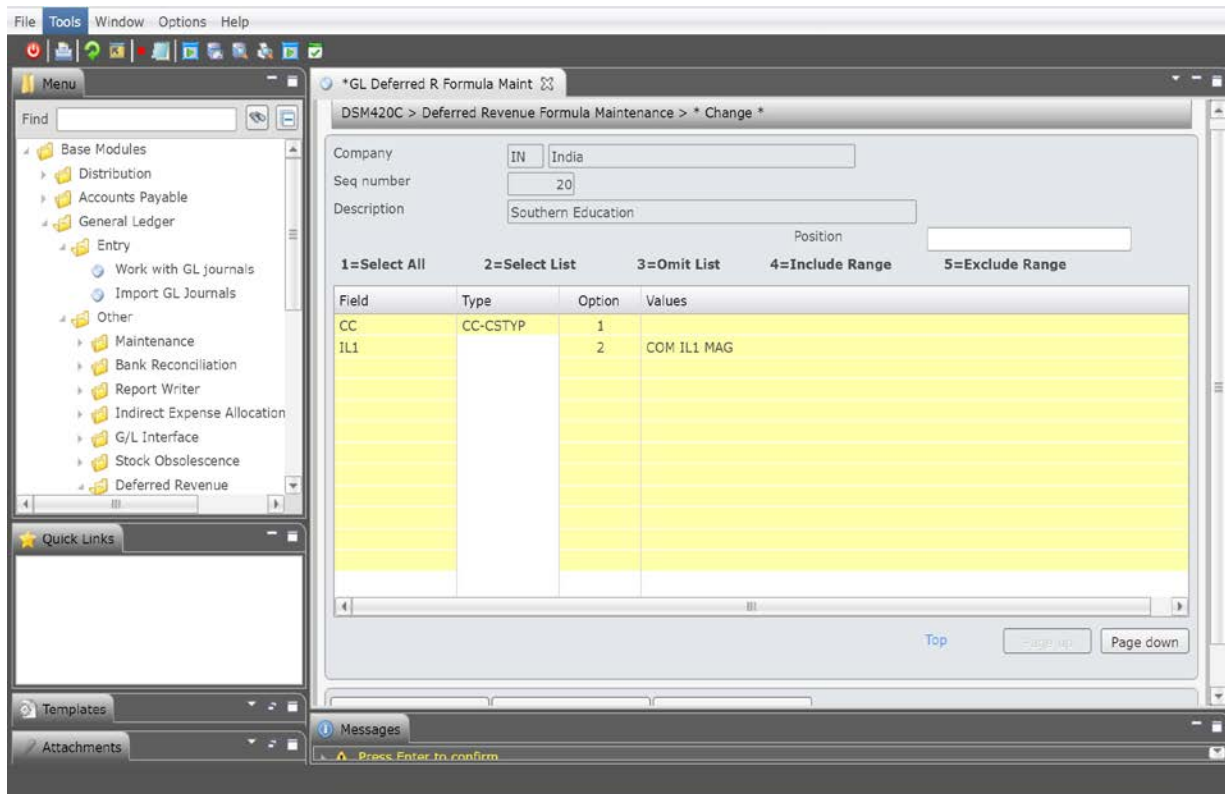 File Tools Window Options Help
Menu
Find
Base Modules
Distribution
Accounts Payable
General Ledger
Entry
Work with GL journals
Import GL Journals
Other
Maintenance
Bank Reconciliation
Report Writer
Indirect Expense Allocation
G/L Interface
Stock Obsolescence
Deferred Revenue
Quick Links
Templates
Attachments
*GL Deferred R Formula Maint
DSM420C > Deferred Revenue Formula Maintenance > * Change *
Company IN India
Seq number 20
Description Southern Education
Position
1=Select All 2=Select List 3=Omit List 4=Include Range 5=Exclude Range
Field Type Option Values
CC CC-CSTYP 1
IL1 2 COM IL1 MAG
Top Page up Page down
Messages
Press Enter to confirm